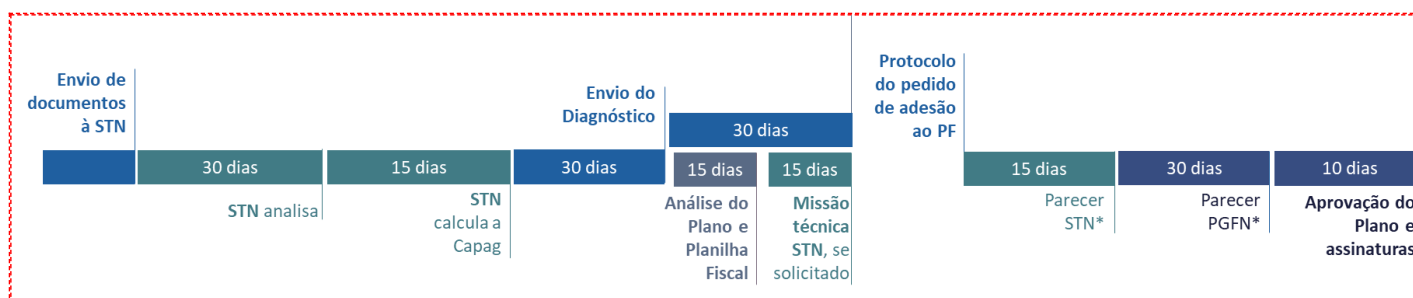 Envio de
documentos
à STN
30 dias
STN analisa
15 dias
STN
calcula a
Capag
30 dias
Envio do
Diagnóstico
30 dias
15 dias
Análise do
Plano e
Planilha
Fiscal
15 dias
Missão
técnica
STN, se
solicitado
Protocolo
do pedido
de adesão
ao PF
15 dias
Parecer
STN*
30 dias
Parecer
PGFN*
10 dias
Aprovação do
Plano e
assinaturas